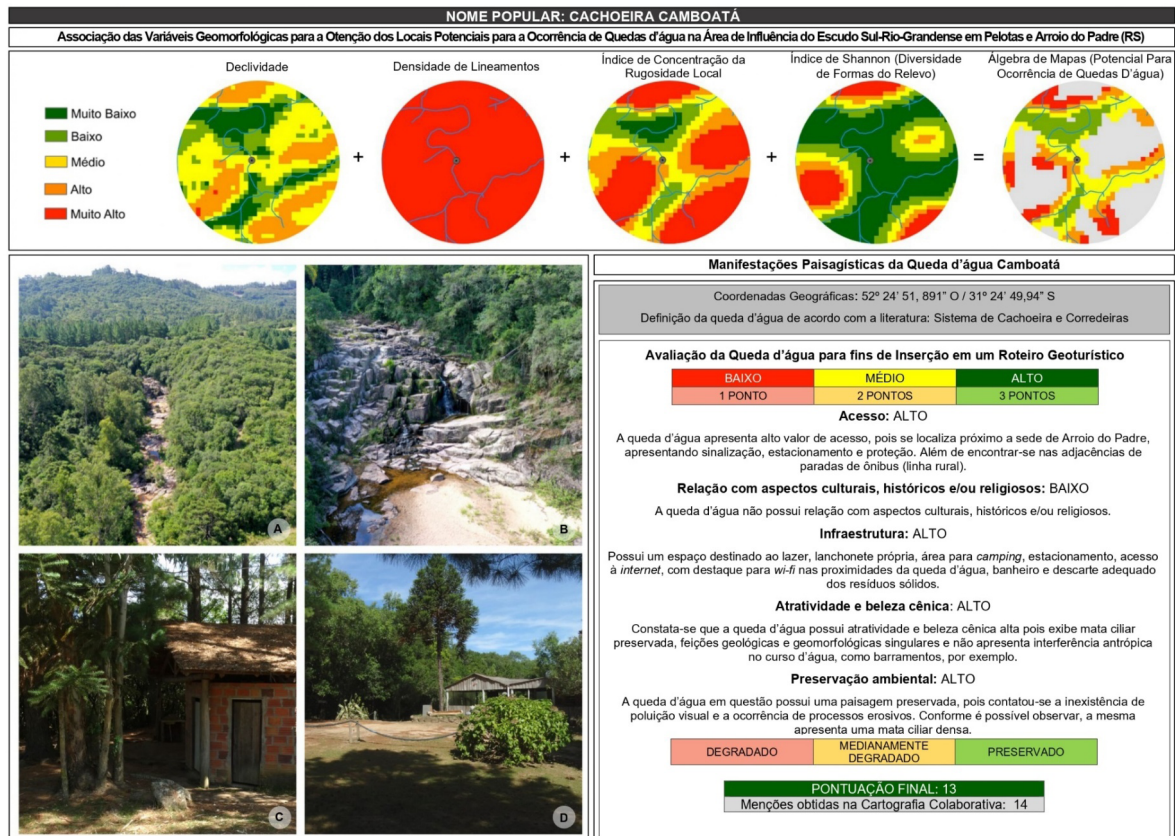 NOME POPULAR: CACHOEIRA CAMBOATÁ
Associação das Variáveis Geomorfológicas para a Otenção dos Locais Potenciais para a Ocorrência de Quedas d'água na Área de Influência do Escudo Sul-Rio-Grandense em Pelotas e Arroio do Padre (RS)
Declividade
Densidade de Lineamentos
Índice de Concentração da
Rugosidade Local
Índice de Shannon (Diversidade
de Formas do Relevo)
Álgebra de Mapas (Potencial Para
Ocorrência de Quedas D'água)
Muito Baixo
Baixo
Médio
Alto
Muito Alto
+
+
+
=
A
B
C
D
Manifestações Paisagísticas da Queda d'água Camboatá
Coordenadas Geográficas: 52º 24' 51, 891" O / 31º 24' 49,94" S
Definição da queda d'água de acordo com a literatura: Sistema de Cachoeira e Corredeiras
Avaliação da Queda d'água para fins de Inserção em um Roteiro Geoturístico
BAIXO MÉDIO ALTO
1 PONTO 2 PONTOS 3 PONTOS
Acesso: ALTO
A queda d'água apresenta alto valor de acesso, pois se localiza próximo a sede de Arroio do Padre,
apresentando sinalização, estacionamento e proteção. Além de encontrar-se nas adjacências de
paradas de ônibus (linha rural).
Relação com aspectos culturais, históricos e/ou religiosos: BAIXO
A queda d'água não possui relação com aspectos culturais, históricos e/ou religiosos.
Infraestrutura: ALTO
Possui um espaço destinado ao lazer, lanchonete própria, área para camping, estacionamento, acesso
à internet, com destaque para wi-fi nas proximidades da queda d'água, banheiro e descarte adequado
dos resíduos sólidos.
Atratividade e beleza cênica: ALTO
Constata-se que a queda d'água possui atratividade e beleza cênica alta pois exibe mata ciliar
preservada, feições geológicas e geomorfológicas singulares e não apresenta interferência antrópica
no curso d'água, como barramentos, por exemplo.
Preservação ambiental: ALTO
A queda d'água em questão possui uma paisagem preservada, pois contatou-se a inexistência de
poluição visual e a ocorrência de processos erosivos. Conforme é possível observar, a mesma
apresenta uma mata ciliar densa.
DEGRADADO MEDIANAMENTE DEGRADADO PRESERVADO
PONTUAÇÃO FINAL: 13
Menções obtidas na Cartografia Colaborativa: 14